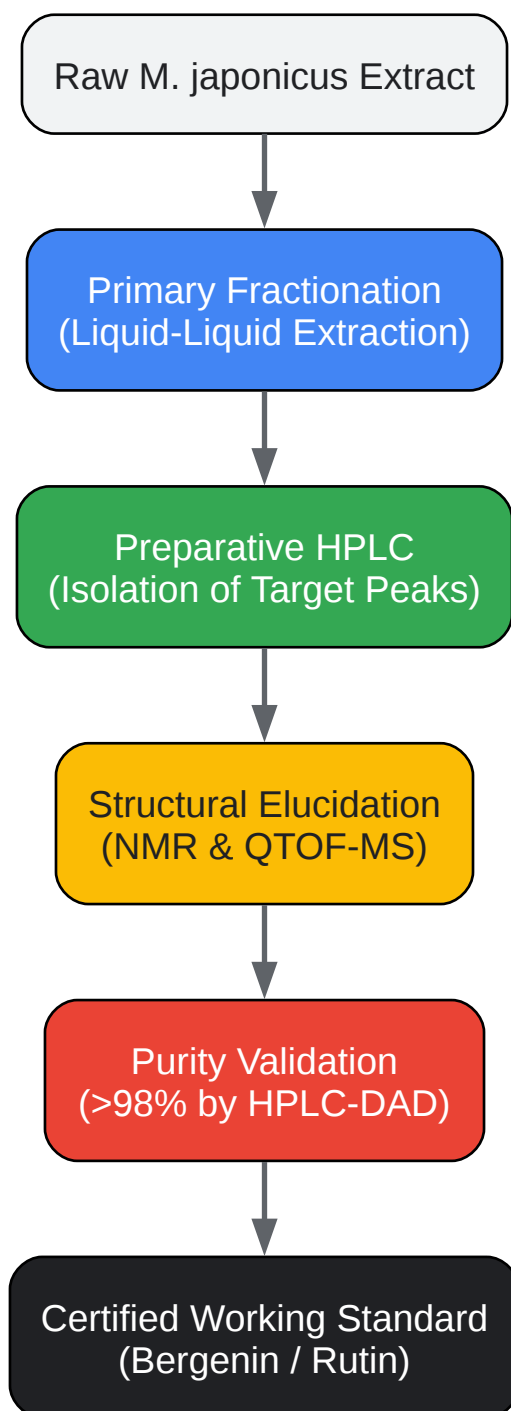 Raw M. japonicus Extract
Primary Fractionation
(Liquid-Liquid Extraction)
Preparative HPLC
(Isolation of Target Peaks)
Structural Elucidation
(NMR & QTOF-MS)
Purity Validation
(>98% by HPLC-DAD)
Certified Working Standard
(Bergenin / Rutin)